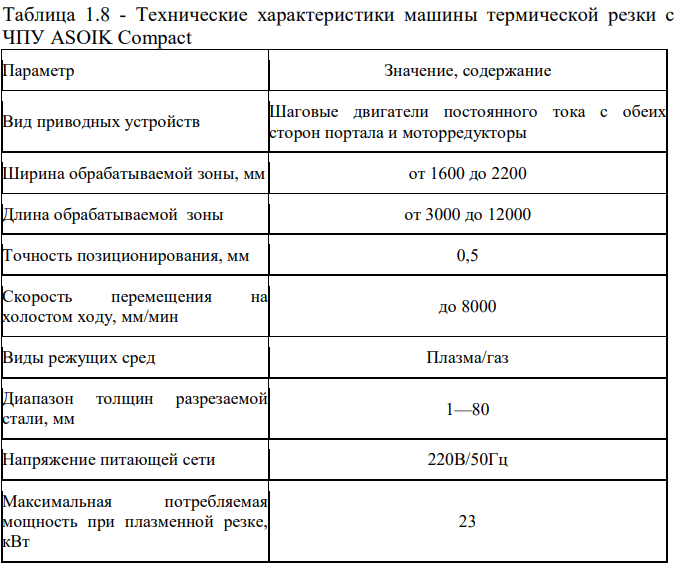 Таблица 1.8 - Технические характеристики машины термической резки с
ЧПУ ASOIK Compact
Параметр
Значение, содержание
Вид приводных устройств
Шаговые двигатели постоянного тока с обеих
сторон портала и моторредукторы
Ширина обрабатываемой зоны, мм
от 1600 до 2200
Длина обрабатываемой зоны
от 3000 до 12000
Точность позиционирования, мм
0,5
Скорость перемещения на
холостом ходу, мм/мин
до 8000
Виды режущих сред
Плазма/газ
Диапазон толщин разрезаемой
стали, мм
1—80
Напряжение питающей сети
220В/50Гц
Максимальная потребляемая
мощность при плазменной резке,
кВт
23